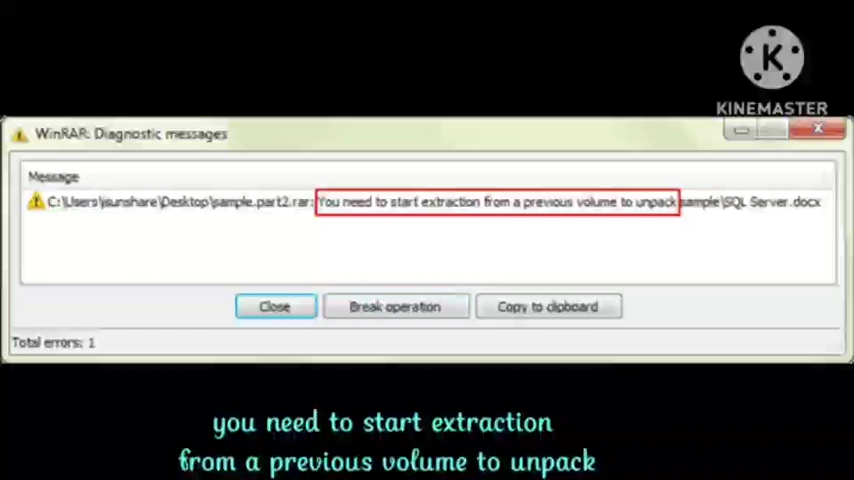 KINEMASTER
WinRAR: Diagnostic messages
Message
C:\Users\isunshare\Desktop\sample.part2.rar: You need to start extraction from a previous volume to unpack sample\SQL Server.docx
Close
Break operation
Copy to clipboard
Total errors: 1
you need to start extraction
from a previous volume to unpack